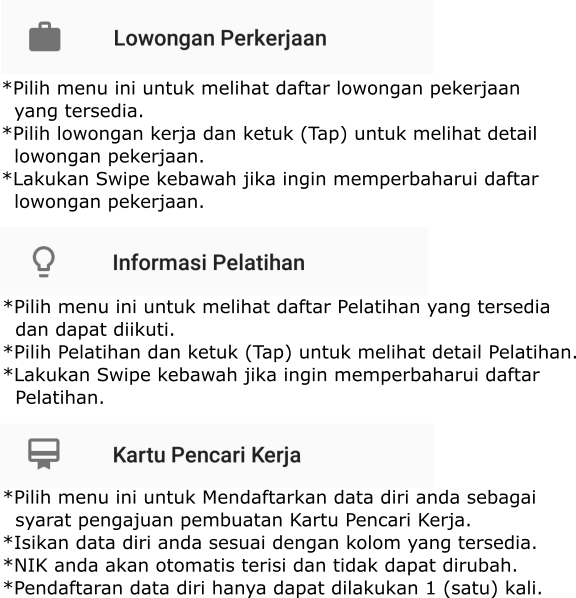 Lowongan Perkerjaan
*Pilih menu ini untuk melihat daftar lowongan pekerjaan
yang tersedia.
*Pilih lowongan kerja dan ketuk (Tap) untuk melihat detail
lowongan pekerjaan.
*Lakukan Swipe kebawah jika ingin memperbaharui daftar
lowongan pekerjaan.
Informasi Pelatihan
*Pilih menu ini untuk melihat daftar Pelatihan yang tersedia
dan dapat diikuti.
*Pilih Pelatihan dan ketuk (Tap) untuk melihat detail Pelatihan.
*Lakukan Swipe kebawah jika ingin memperbaharui daftar
Pelatihan.
Kartu Pencari Kerja
*Pilih menu ini untuk Mendaftarkan data diri anda sebagai
syarat pengajuan pembuatan Kartu Pencari Kerja.
*Isikan data diri anda sesuai dengan kolom yang tersedia.
*NIK anda akan otomatis terisi dan tidak dapat dirubah.
*Pendaftaran data diri hanya dapat dilakukan 1 (satu) kali.